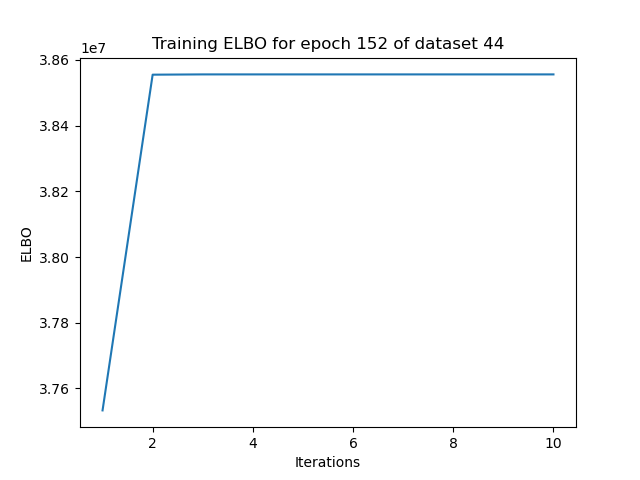 Training ELBO for epoch 152 of dataset 44
1e7
3.86
3.84
3.82
3.80
3.78
3.76
ELBO
2
4
6
8
10
Iterations